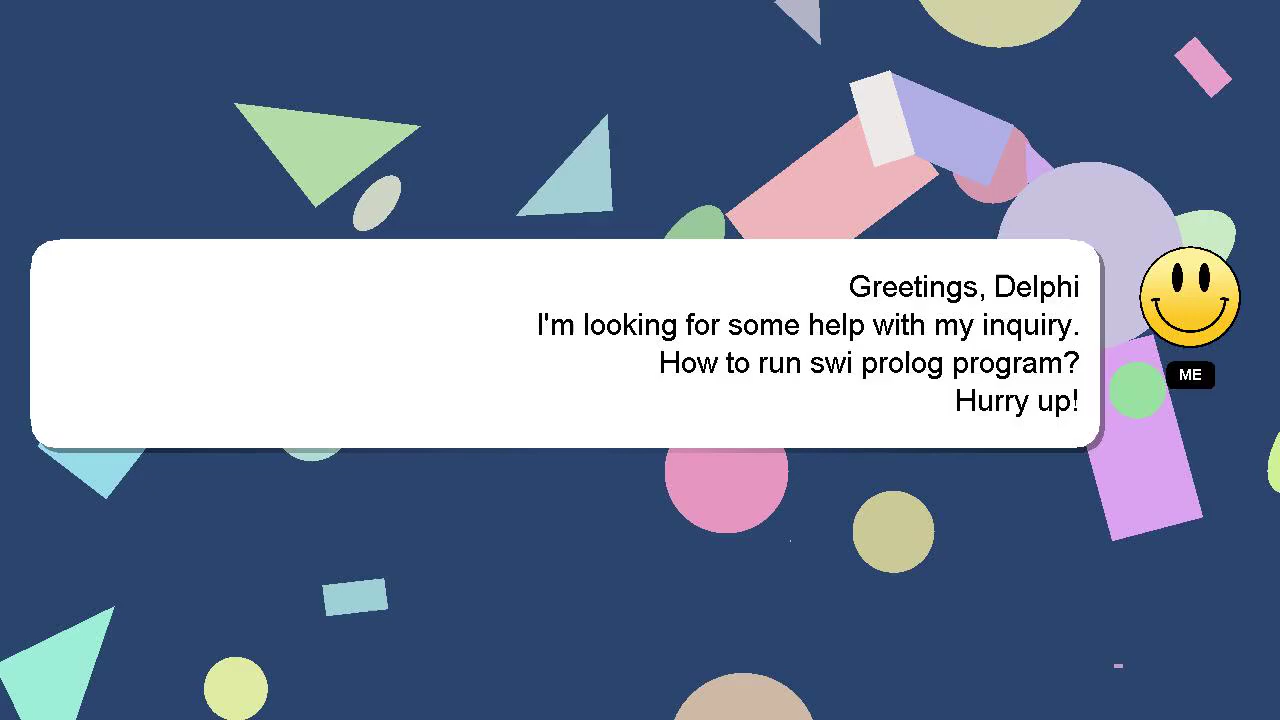 Greetings, Delphi
I'm looking for some help with my inquiry.
How to run swi prolog program?
Hurry up!
ME